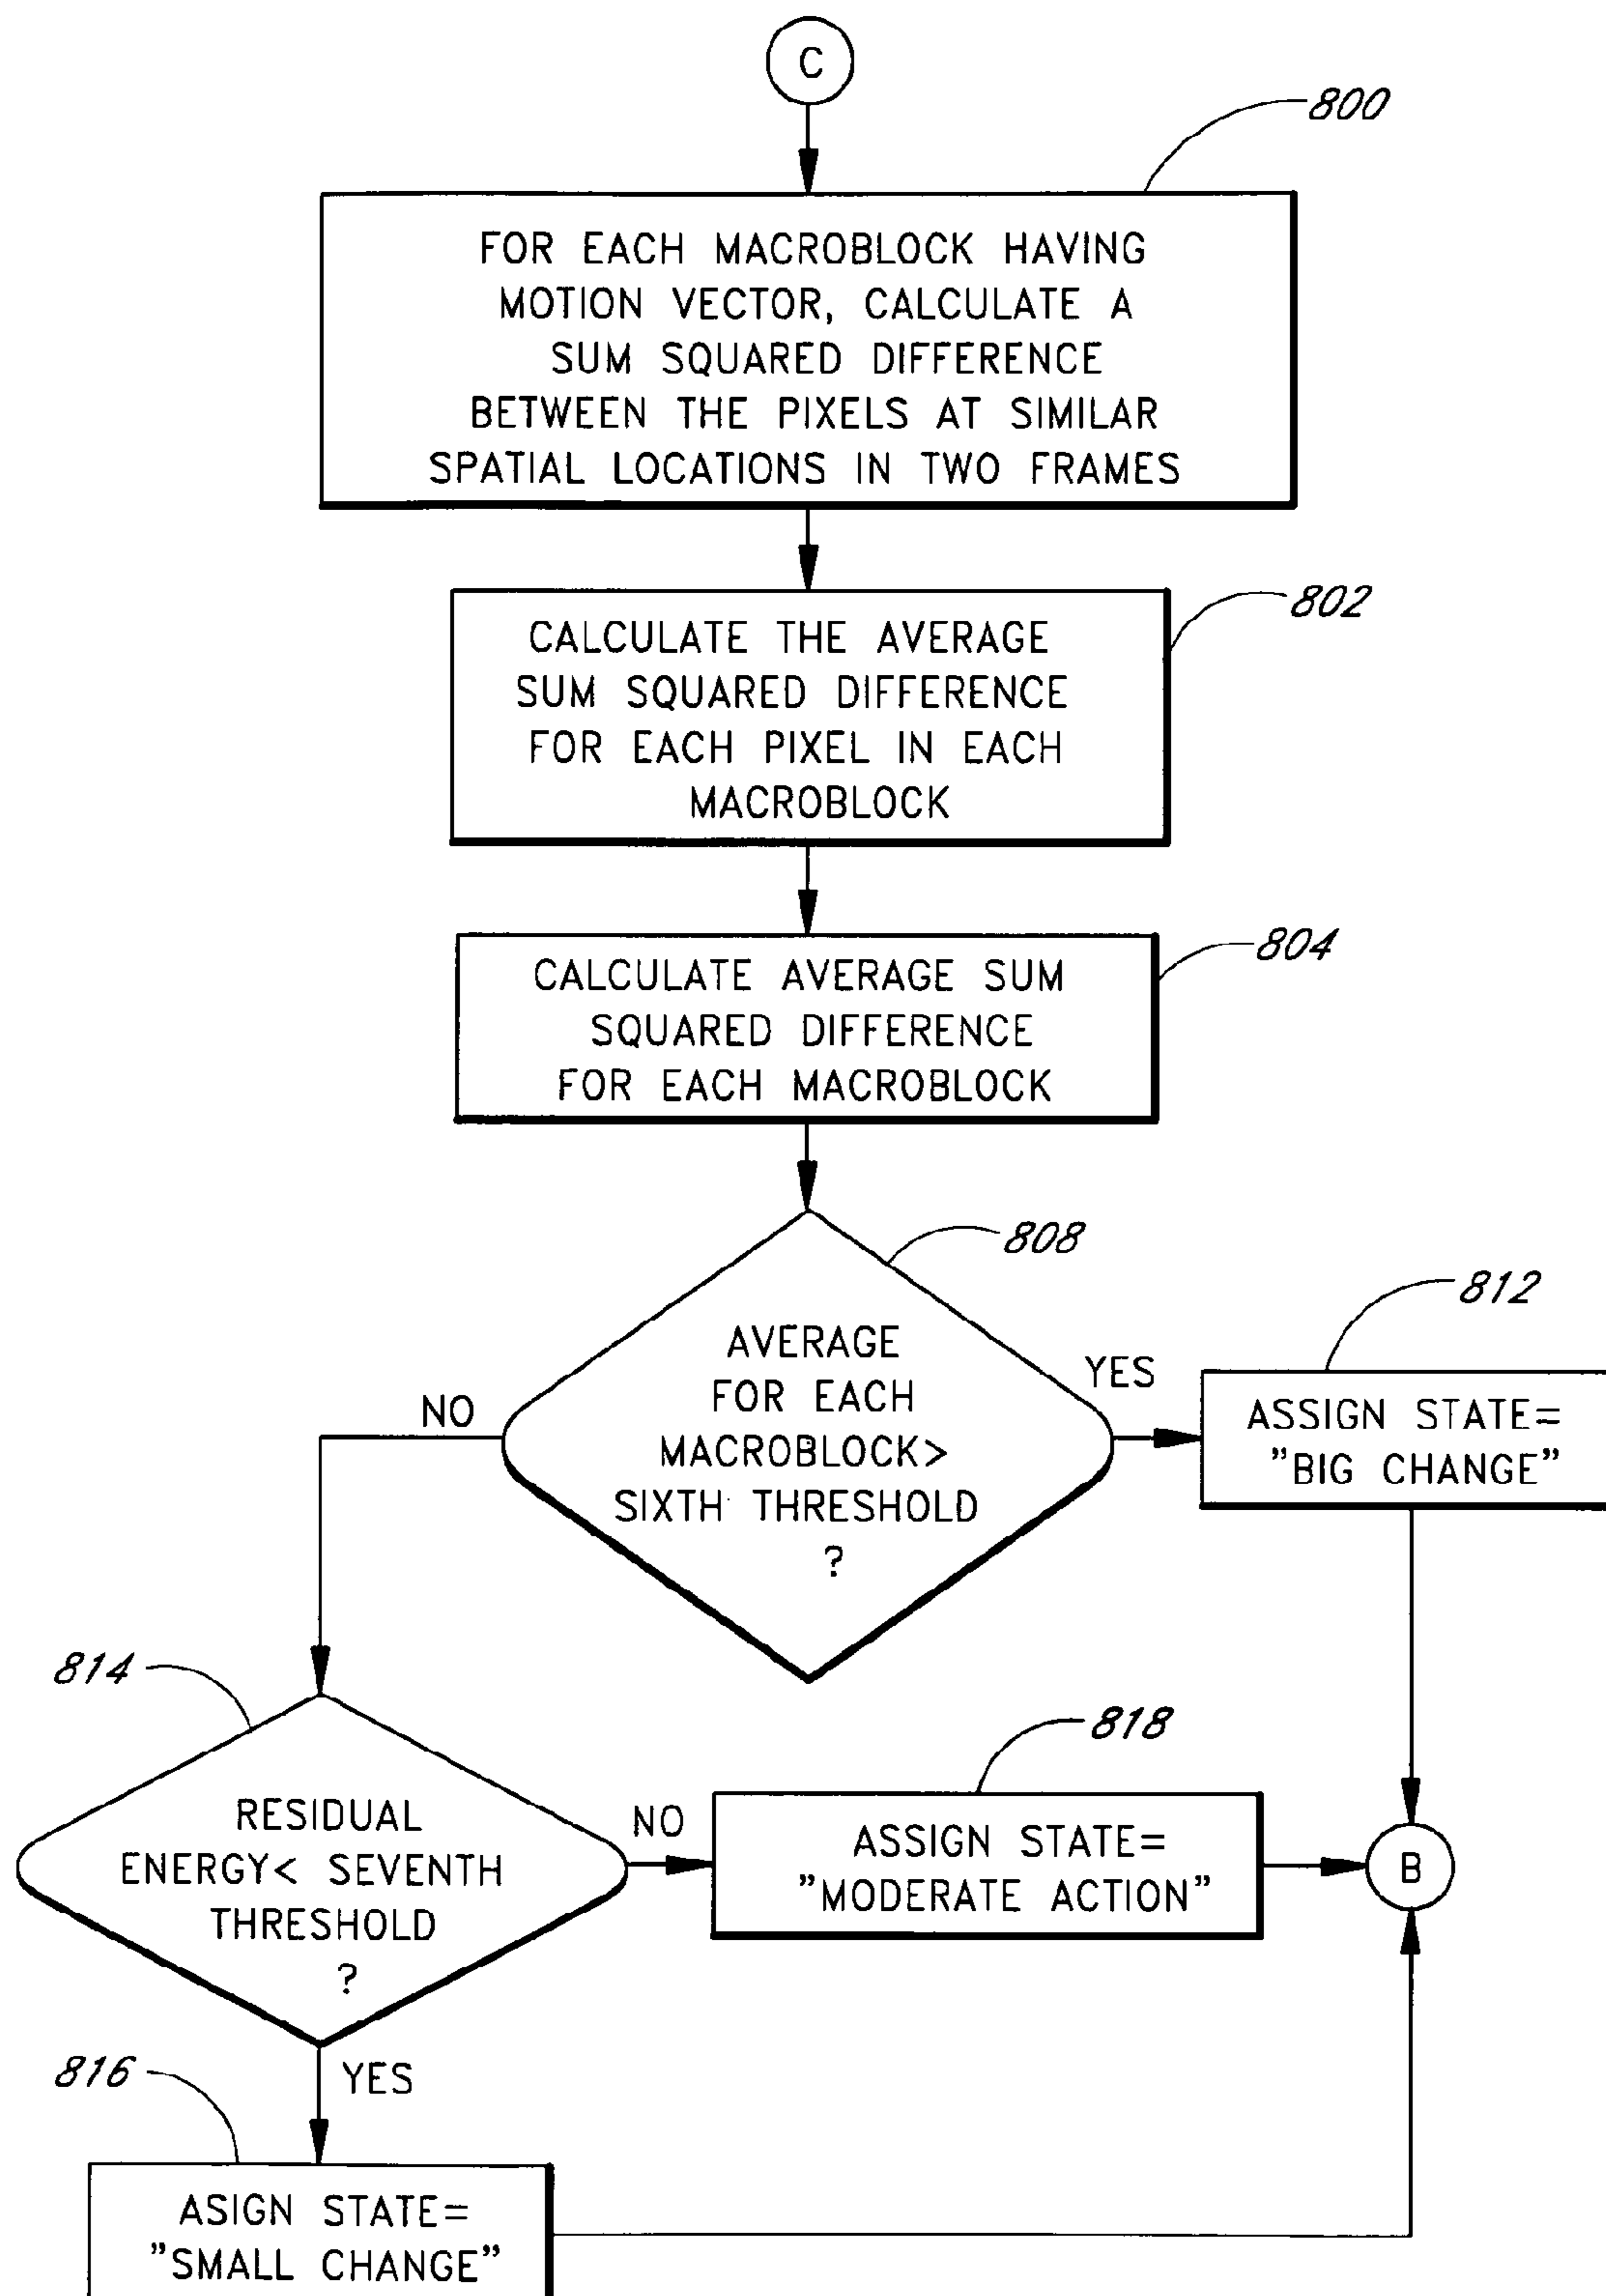 C
800
FOR EACH MACROBLOCK HAVING
MOTION VECTOR, CALCULATE A
SUM SQUARED DIFFERENCE
BETWEEN THE PIXELS AT SIMILAR
SPATIAL LOCATIONS IN TWO FRAMES
802
CALCULATE THE AVERAGE
SUM SQUARED DIFFERENCE
FOR EACH PIXEL IN EACH
MACROBLOCK
804
CALCULATE AVERAGE SUM
SQUARED DIFFERENCE
FOR EACH MACROBLOCK
808
AVERAGE
FOR EACH
MACROBLOCK>
SIXTH THRESHOLD
?
YES
NO
812
ASSIGN STATE=
"BIG CHANGE"
814
RESIDUAL
ENERGY< SEVENTH
THRESHOLD
?
NO
818
ASSIGN STATE=
"MODERATE ACTION"
B
YES
816
ASIGN STATE=
"SMALL CHANGE"